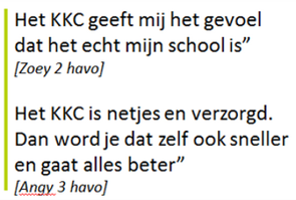 Het KKC geeft mij het gevoel
dat het echt mijn school is”
[Zoey 2 havo]
Het KKC is netjes en verzorgd.
Dan word je dat zelf ook sneller
en gaat alles beter”
[Angy 3 havo]